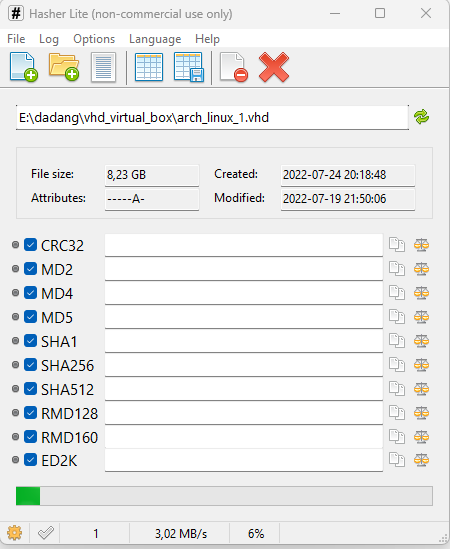 # Hasher Lite (non-commercial use only)
File Log Options Language Help
E:\dadang\vhd_virtual_box\arch_linux_1.vhd
File size: 8,23 GB Created: 2022-07-24 20:18:48
Attributes: -----A- Modified: 2022-07-19 21:50:06
CRC32
MD2
MD4
MD5
SHA1
SHA256
SHA512
RMD128
RMD160
ED2K
1 3,02 MB/s 6%